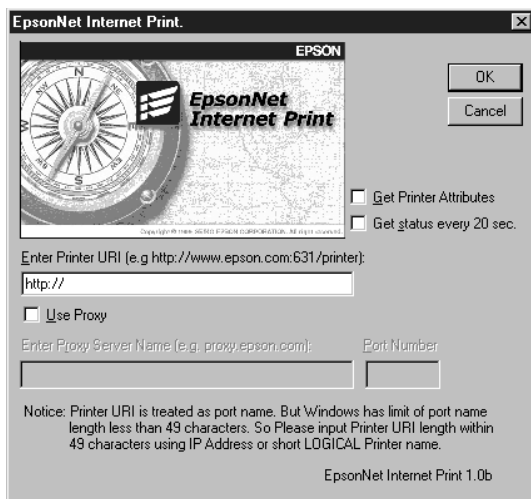 EpsonNet Internet Print.
EPSON
N
W
E
S
EpsonNet
Internet Print
OK
Cancel
Get Printer Attributes
Get status every 20 sec.
Enter Printer URI (e.g http://www.epson.com:631/printer):
http://
Use Proxy
Enter Proxy Server Name (e.g. proxy.epson.com):
Port Number
Notice: Printer URI is treated as port name. But Windows has limit of port name
length less than 49 characters. So Please input Printer URI length within
49 characters using IP Address or short LOGICAL Printer name.
EpsonNet Internet Print 1.0b